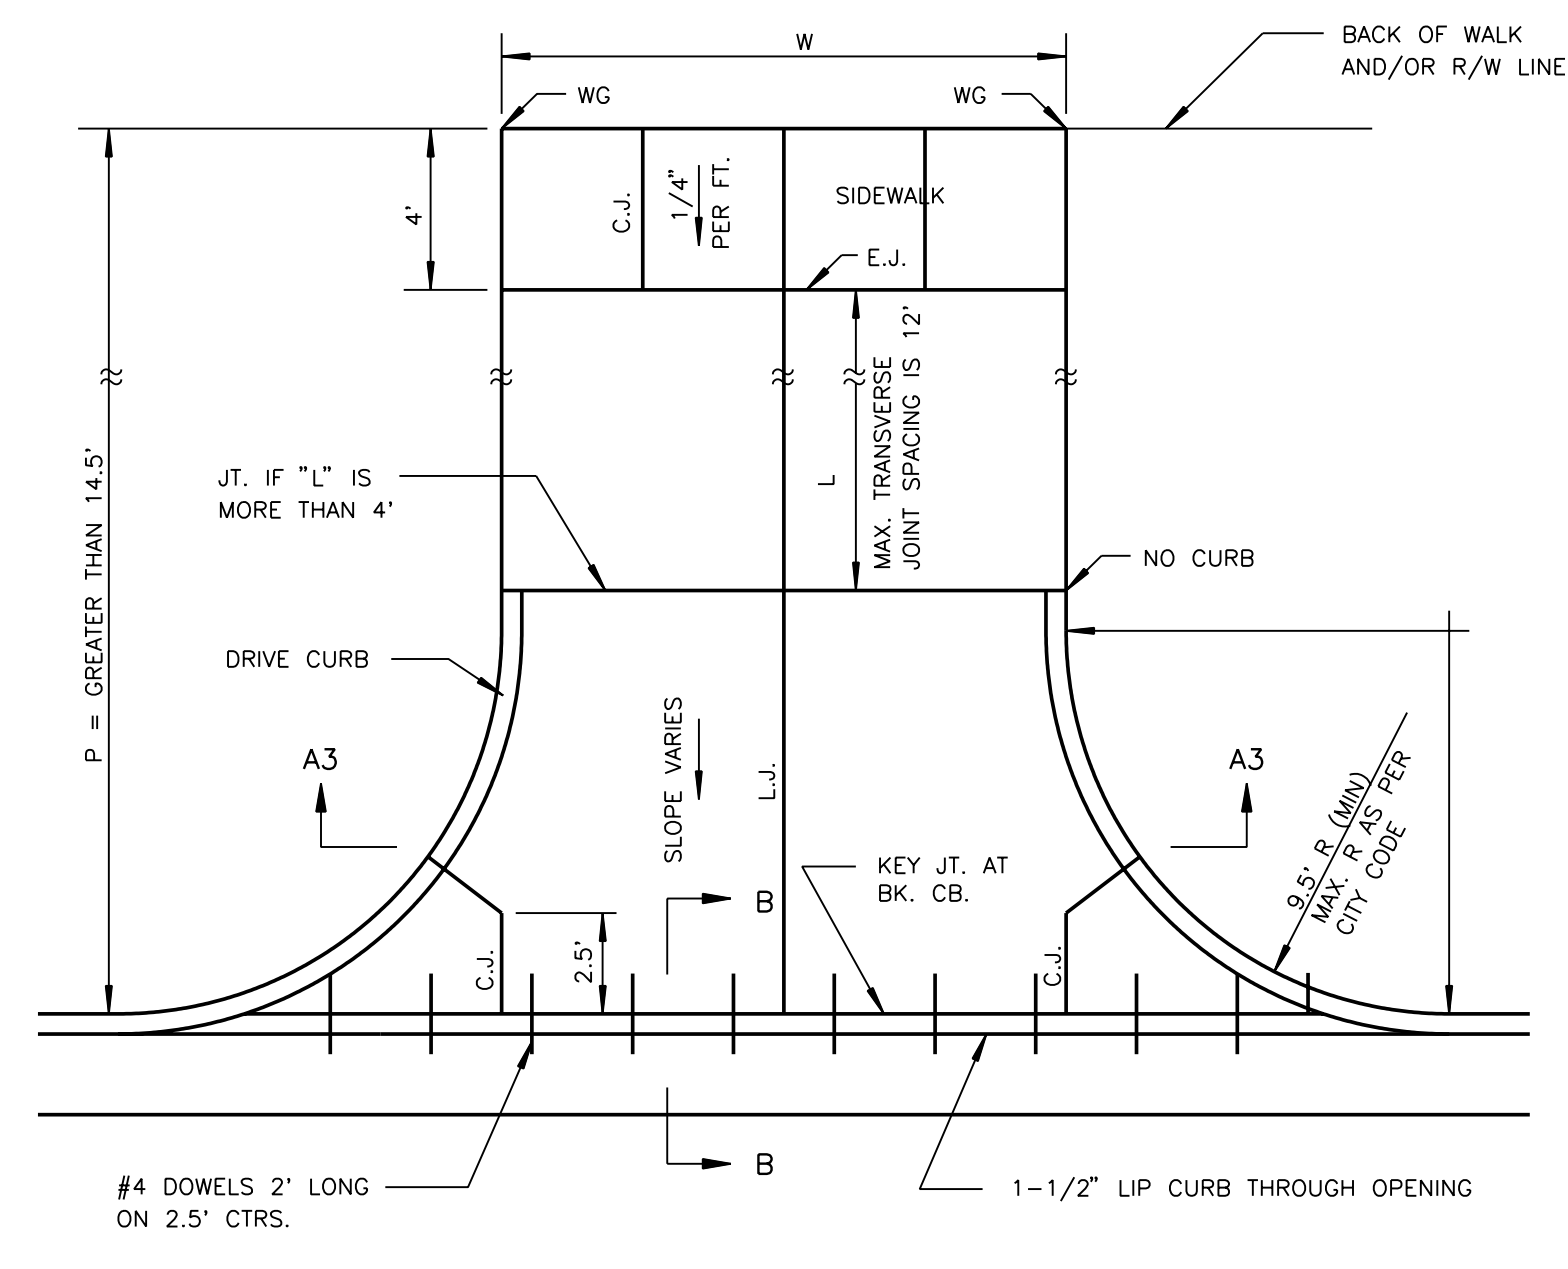 W
BACK OF WALK
AND/OR R/W LINE
WG
WG
4'
C.J.
1/4"
PER FT.
SIDEWALK
E.J.
L
MAX. TRANSVERSE
JOINT SPACING IS 12'
P = GREATER THAN 14.5'
JT. IF "L" IS
MORE THAN 4'
NO CURB
DRIVE CURB
SLOPE VARIES
L.J.
A3
A3
9.5' R (MIN)
MAX. R AS PER
CITY CODE
KEY JT. AT
BK. CB.
B
C.J.
2.5'
C.J.
B
#4 DOWELS 2' LONG
ON 2.5' CTRS.
1-1/2" LIP CURB THROUGH OPENING